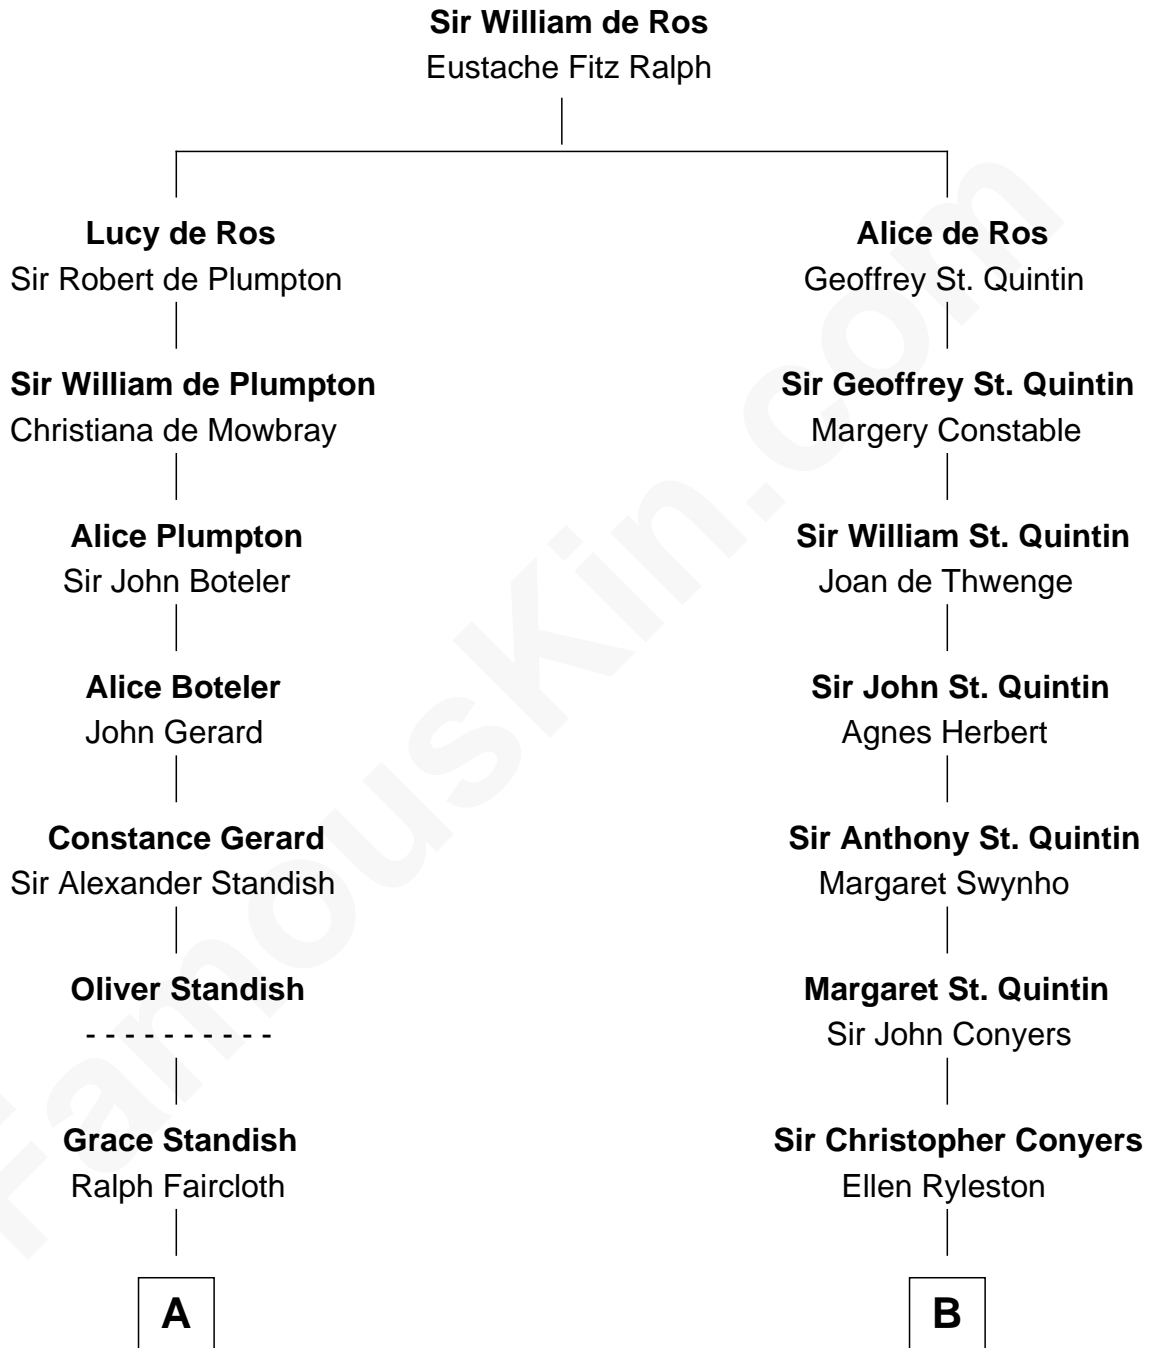 Sir William de Ros
Eustache Fitz Ralph
Lucy de Ros
Sir Robert de Plumpton
Alice de Ros
Geoffrey St. Quintin
Sir William de Plumpton
Christiana de Mowbray
Sir Geoffrey St. Quintin
Margery Constable
Alice Plumpton
Sir John Boteler
Sir William St. Quintin
Joan de Thwenge
Alice Boteler
John Gerard
Sir John St. Quintin
Agnes Herbert
Constance Gerard
Sir Alexander Standish
Sir Anthony St. Quintin
Margaret Swynho
Oliver Standish
- - - - - - - - - -
Margaret St. Quintin
Sir John Conyers
Grace Standish
Ralph Faircloth
Sir Christopher Conyers
Ellen Ryleston
A
B
FamousKin.com